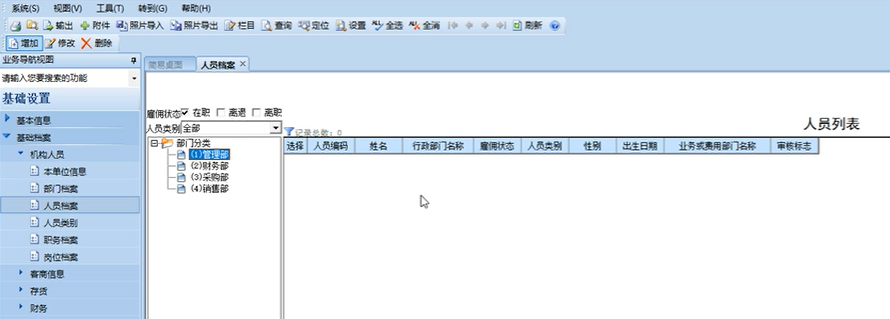 系统(S) 视图(V) 工具(T) 转到(G) 帮助(H)
输出 附件 照片导入 照片导出 栏目 查询 定位 设置 全选 全消 刷新
增加 修改 删除
业务导航视图
简易桌面 人员档案
请输入您要搜索的功能
基础设置
基本信息
基础档案
机构人员
本单位信息
部门档案
人员档案
人员类别
职务档案
岗位档案
客商信息
存货
财务
雇佣状态 在职 离退 离职
人员类别 全部
部门分类
(1)管理部
(2)财务部
(3)采购部
(4)销售部
人员列表
记录总数: 0
选择 人员编码 姓名 行政部门名称 雇佣状态 人员类别 性别 出生日期 业务或费用部门名称 审核标志